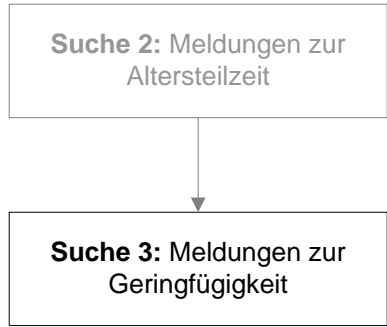 Suche 2: Meldungen zur
Altersteilzeit
Suche 3: Meldungen zur
Geringfügigkeit